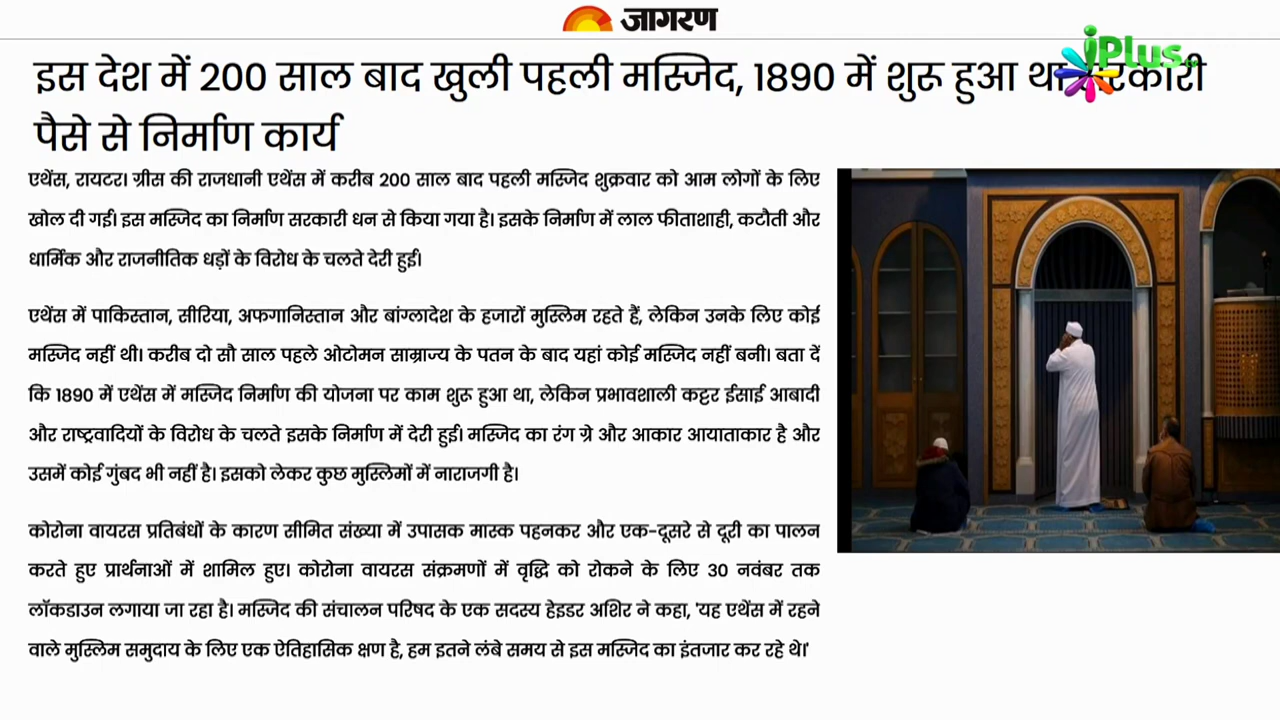 जागरण
iPlus
इस देश में 200 साल बाद खुली पहली मस्जिद, 1890 में शुरू हुआ था सरकारी
पैसे से निर्माण कार्य
एथेंस, रायटर। ग्रीस की राजधानी एथेंस में करीब 200 साल बाद पहली मस्जिद शुक्रवार को आम लोगों के लिए
खोल दी गई। इस मस्जिद का निर्माण सरकारी धन से किया गया है। इसके निर्माण में लाल फीताशाही, कटौती और
धार्मिक और राजनीतिक धड़ों के विरोध के चलते देरी हुई।
एथेंस में पाकिस्तान, सीरिया, अफगानिस्तान और बांग्लादेश के हजारों मुस्लिम रहते हैं, लेकिन उनके लिए कोई
मस्जिद नहीं थी। करीब दो सौ साल पहले ओटोमन साम्राज्य के पतन के बाद यहां कोई मस्जिद नहीं बनी। बता दें
कि 1890 में एथेंस में मस्जिद निर्माण की योजना पर काम शुरू हुआ था, लेकिन प्रभावशाली कट्टर ईसाई आबादी
और राष्ट्रवादियों के विरोध के चलते इसके निर्माण में देरी हुई। मस्जिद का रंग ग्रे और आकार आयाताकार है और
उसमें कोई गुंबद भी नहीं है। इसको लेकर कुछ मुस्लिमों में नाराजगी है।
कोरोना वायरस प्रतिबंधों के कारण सीमित संख्या में उपासक मास्क पहनकर और एक-दूसरे से दूरी का पालन
करते हुए प्रार्थनाओं में शामिल हुए। कोरोना वायरस संक्रमणों में वृद्धि को रोकने के लिए 30 नवंबर तक
लॉकडाउन लगाया जा रहा है। मस्जिद की संचालन परिषद के एक सदस्य हेइडर अशिर ने कहा, 'यह एथेंस में रहने
वाले मुस्लिम समुदाय के लिए एक ऐतिहासिक क्षण है, हम इतने लंबे समय से इस मस्जिद का इंतजार कर रहे थे।'